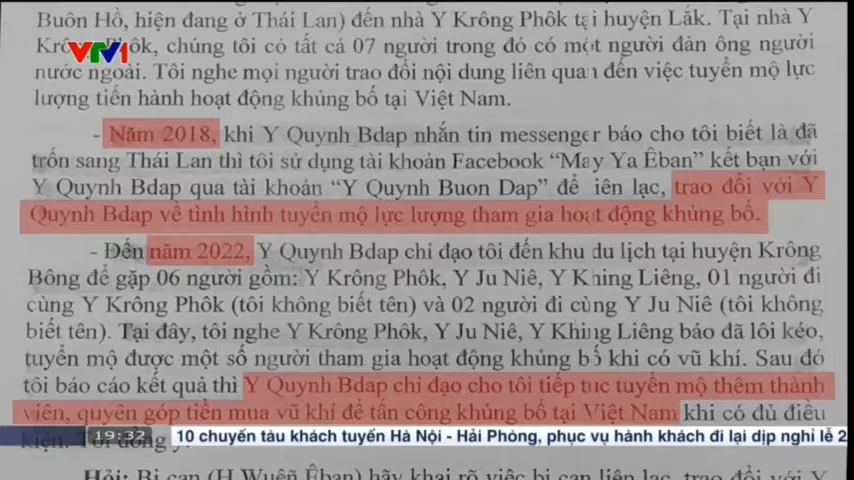 Buôn Hồ, hiện đang ở Thái Lan) đến nhà Y Krông Phôk tại huyện Lắk. Tại nhà Y
VTV1
Krông Phôk, chúng tôi có tất cả 07 người trong đó có một người đàn ông người
nước ngoài. Tôi nghe mọi người trao đổi nội dung liên quan đến việc tuyển mộ lực
lượng tiến hành hoạt động khủng bố tại Việt Nam.
- Năm 2018, khi Y Quynh Bdap nhắn tin messenger báo cho tôi biết là đã
trốn sang Thái Lan thì tôi sử dụng tài khoản Facebook “May Ya Êban” kết bạn với
Y Quynh Bdap qua tài khoản “Y Quynh Buon Dap” để liên lạc, trao đổi với Y
Quynh Bdap về tình hình tuyển mộ lực lượng tham gia hoạt động khủng bố.
- Đến năm 2022, Y Quynh Bdap chỉ đạo tôi đến khu du lịch tại huyện Krông
Bông để gặp 06 người gồm: Y Krông Phôk, Y Ju Niê, Y Khing Liêng, 01 người đi
cùng Y Krông Phôk (tôi không biết tên) và 02 người đi cùng Y Ju Niê (tôi không
biết tên). Tại đây, tôi nghe Y Krông Phôk, Y Ju Niê, Y Khing Liêng báo đã lôi kéo,
tuyển mộ được một số người tham gia hoạt động khủng bố khi có vũ khí. Sau đó
tôi báo cáo kết quả thì Y Quynh Bdap chỉ đạo cho tôi tiếp tục tuyển mộ thêm thành
viên, quyên góp tiền mua vũ khí để tấn công khủng bố tại Việt Nam khi có đủ điều
kiện. Tôi đồng ý.
19:32 10 chuyến tàu khách tuyến Hà Nội - Hải Phòng, phục vụ hành khách đi lại dịp nghỉ lễ 2
Hỏi: Bị can (H Wuêñ Êban) hãy khai rõ việc bị can liên lạc, trao đổi với Y